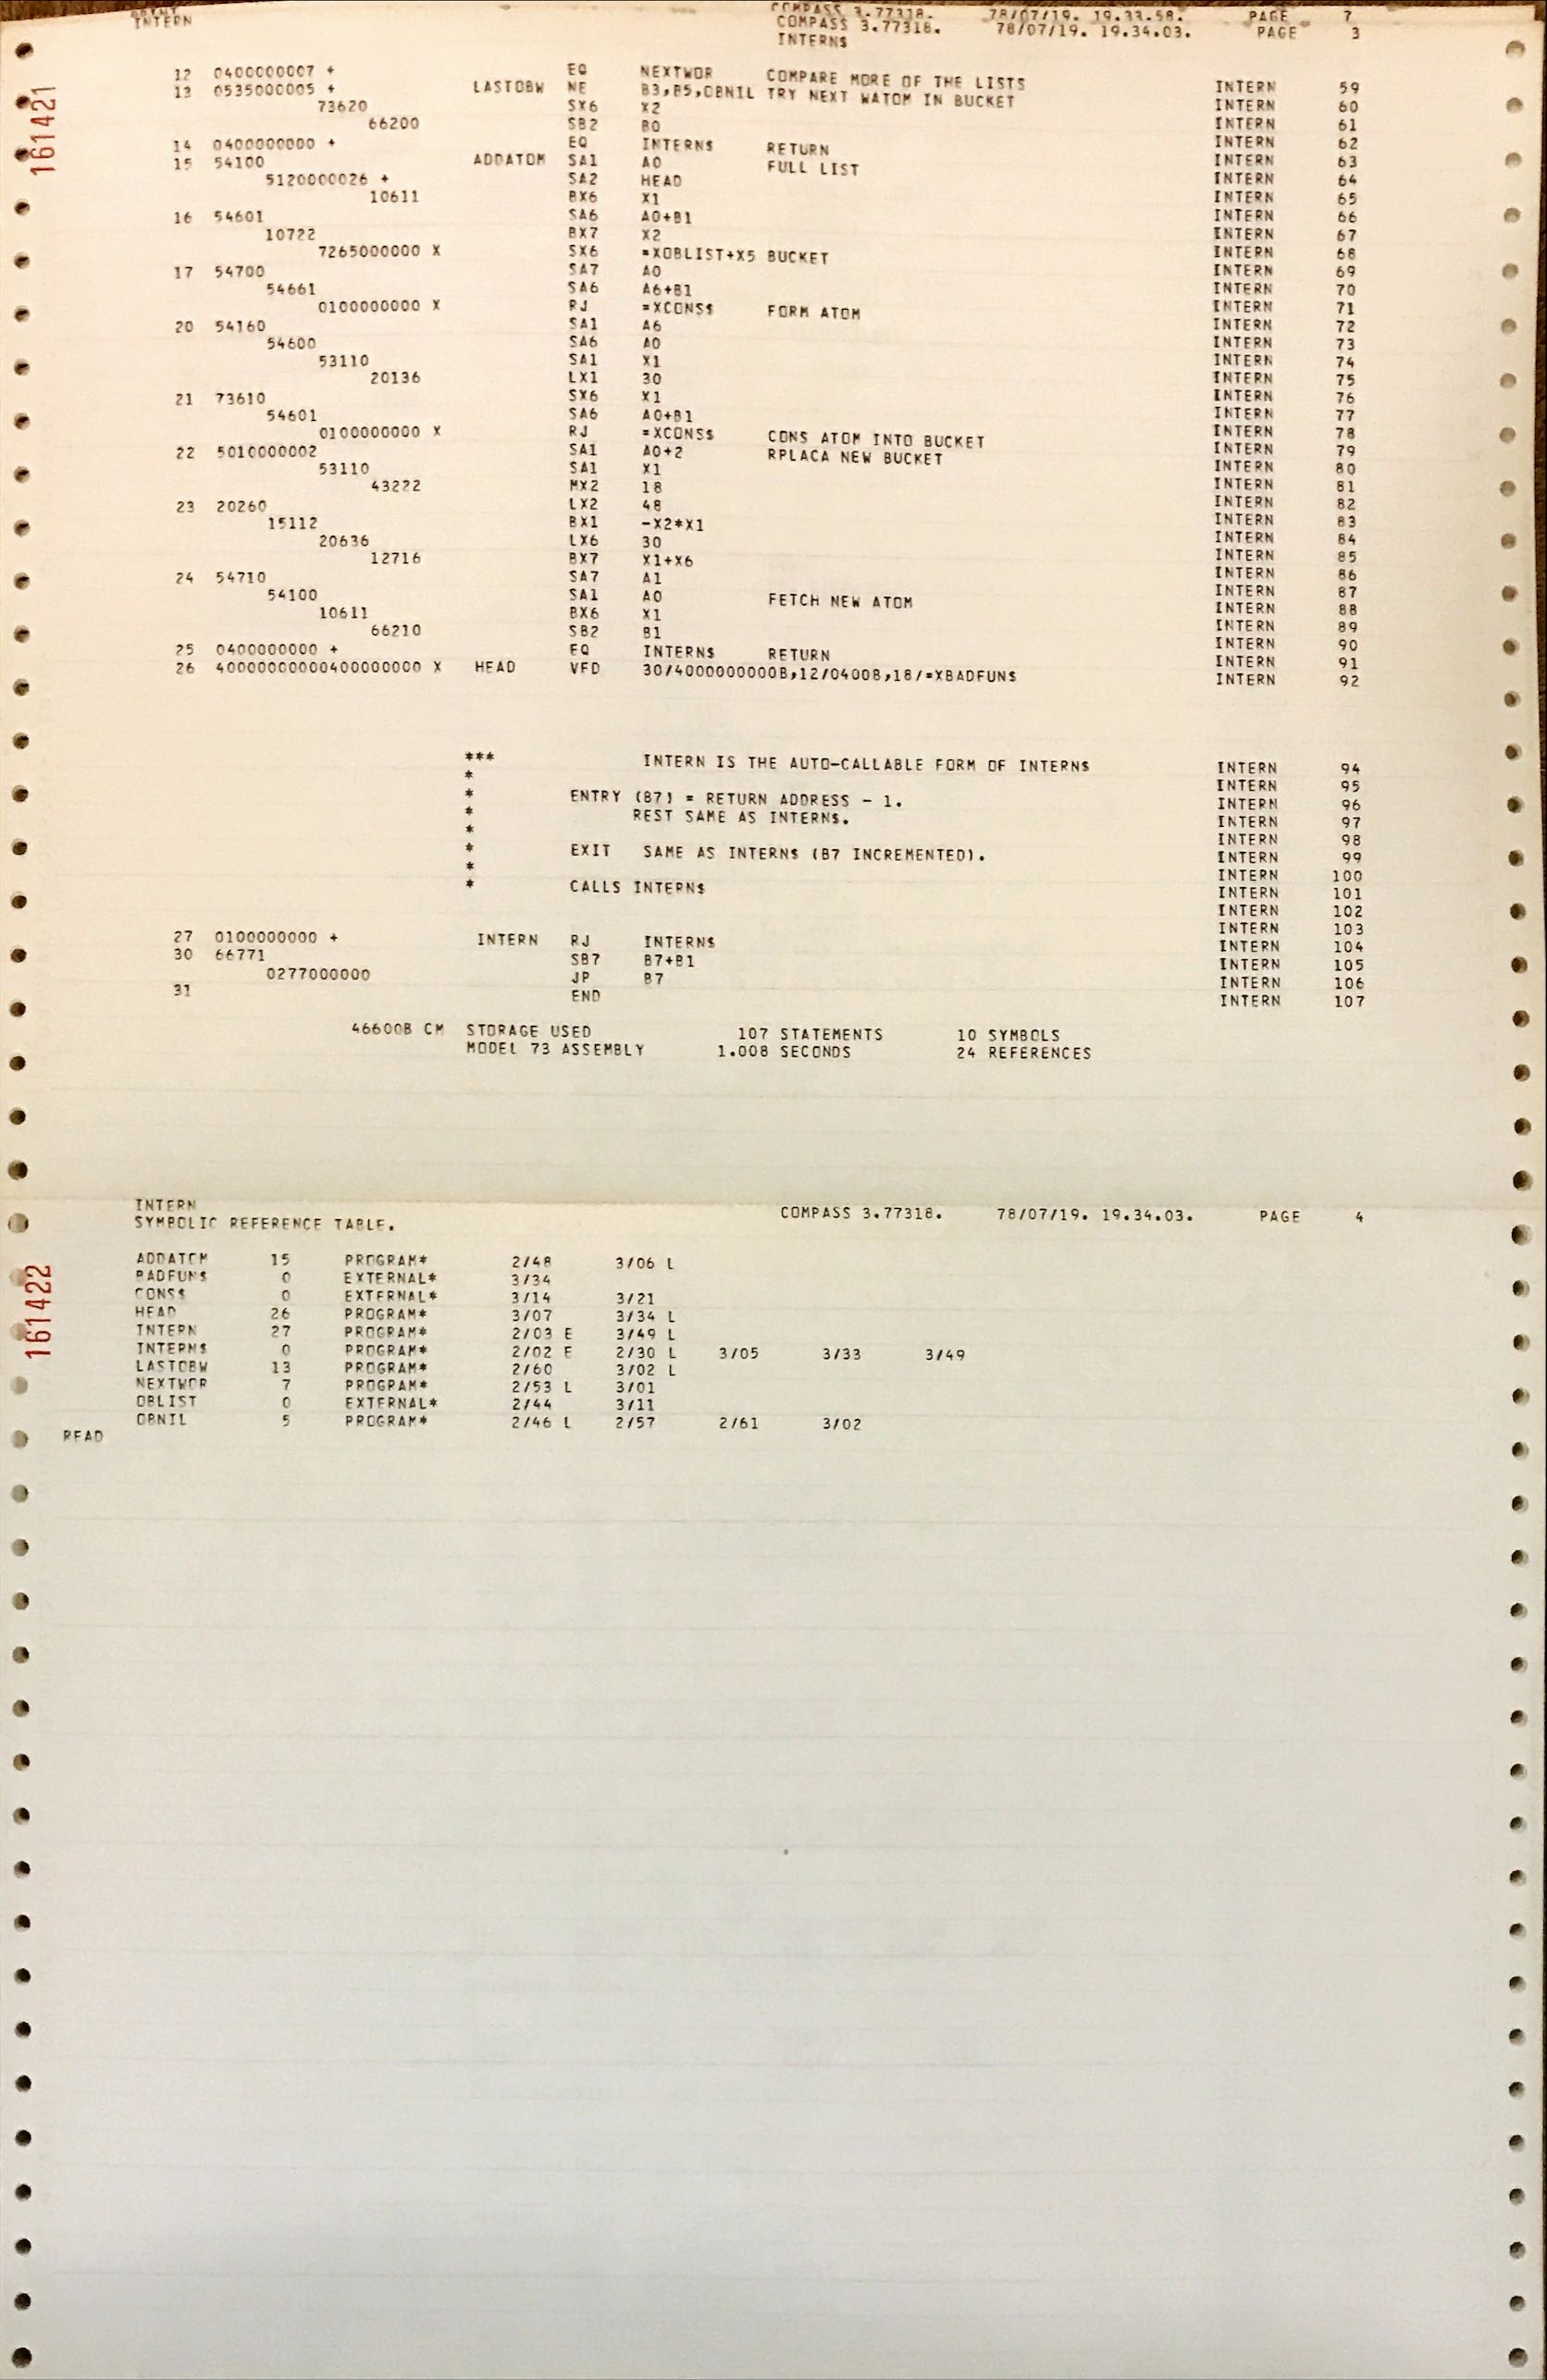 COMPASS 3.77318. 78/07/19. 19.33.58. PAGE 7
INTERN COMPASS 3.77318. 78/07/19. 19.34.03. PAGE 3
INTERN$
161421
12 0400000007 + EQ NEXTWOR COMPARE MORE OF THE LISTS INTERN 59
13 0535000005 + LASTOBW NE B3,B5,OBNIL TRY NEXT WATOM IN BUCKET INTERN 60
73620 SX6 X2 INTERN 61
66200 SB2 B0 INTERN 62
14 0400000000 + EQ INTERN$ RETURN INTERN 63
15 54100 ADDATOM SA1 A0 FULL LIST INTERN 64
5120000026 + SA2 HEAD INTERN 65
10611 BX6 X1 INTERN 66
16 54601 SA6 A0+B1 INTERN 67
10722 BX7 X2 INTERN 68
7265000000 X SX6 =XOBLIST+X5 BUCKET INTERN 69
17 54700 SA7 A0 INTERN 70
54661 SA6 A6+B1 INTERN 71
0100000000 X RJ =XCONS$ FORM ATOM INTERN 72
20 54160 SA1 A6 INTERN 73
54600 SA6 A0 INTERN 74
53110 SA1 X1 INTERN 75
20136 LX1 30 INTERN 76
21 73610 SX6 X1 INTERN 77
54601 SA6 A0+B1 INTERN 78
0100000000 X RJ =XCONS$ CONS ATOM INTO BUCKET INTERN 79
22 5010000002 SA1 A0+2 RPLACA NEW BUCKET INTERN 80
53110 SA1 X1 INTERN 81
43222 MX2 18 INTERN 82
23 20260 LX2 48 INTERN 83
15112 BX1 -X2*X1 INTERN 84
20636 LX6 30 INTERN 85
12716 BX7 X1+X6 INTERN 86
24 54710 SA7 A1 INTERN 87
54100 SA1 A0 FETCH NEW ATOM INTERN 88
10611 BX6 X1 INTERN 89
66210 SB2 B1 INTERN 90
25 0400000000 + EQ INTERN$ RETURN INTERN 91
26 40000000000400000000 X HEAD VFD 30/4000000000B,12/0400B,18/=XBADFUN$ INTERN 92
*** INTERN IS THE AUTO-CALLABLE FORM OF INTERN$ INTERN 94
* INTERN 95
* ENTRY (B7) = RETURN ADDRESS - 1. INTERN 96
* REST SAME AS INTERN$. INTERN 97
* INTERN 98
* EXIT SAME AS INTERN$ (B7 INCREMENTED). INTERN 99
* INTERN 100
* CALLS INTERN$ INTERN 101
INTERN 102
INTERN 103
27 0100000000 + INTERN RJ INTERN$ INTERN 104
30 66771 SB7 B7+B1 INTERN 105
0277000000 JP B7 INTERN 106
31 END INTERN 107
46600B CM STORAGE USED 107 STATEMENTS 10 SYMBOLS
MODEL 73 ASSEMBLY 1.008 SECONDS 24 REFERENCES
INTERN COMPASS 3.77318. 78/07/19. 19.34.03. PAGE 4
SYMBOLIC REFERENCE TABLE.
161422
ADDATOM 15 PROGRAM* 2/48 3/06 L
BADFUN$ 0 EXTERNAL* 3/34
CONS$ 0 EXTERNAL* 3/14 3/21
HEAD 26 PROGRAM* 3/07 3/34 L
INTERN 27 PROGRAM* 2/03 E 3/49 L
INTERN$ 0 PROGRAM* 2/02 E 2/30 L 3/05 3/33 3/49
LASTOBW 13 PROGRAM* 2/60 3/02 L
NEXTWOR 7 PROGRAM* 2/53 L 3/01
OBLIST 0 EXTERNAL* 2/44 3/11
OBNIL 5 PROGRAM* 2/46 L 2/57 2/61 3/02
READ